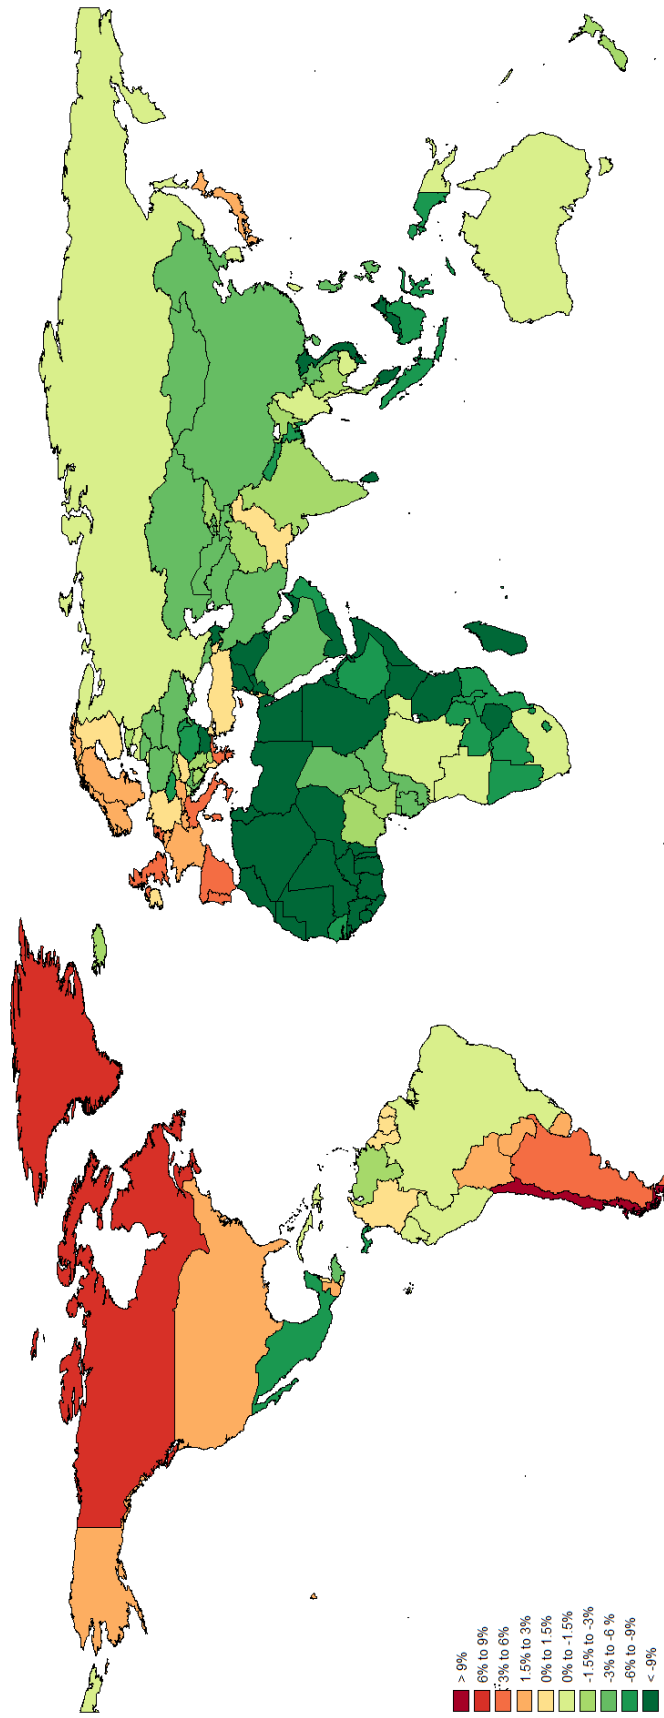 > 9%
6% to 9%
3% to 6%
1.5% to 3%
0% to 1.5%
0% to -1.5%
-1.5% to -3%
-3% to -6 %
-6% to -9%
< -9%